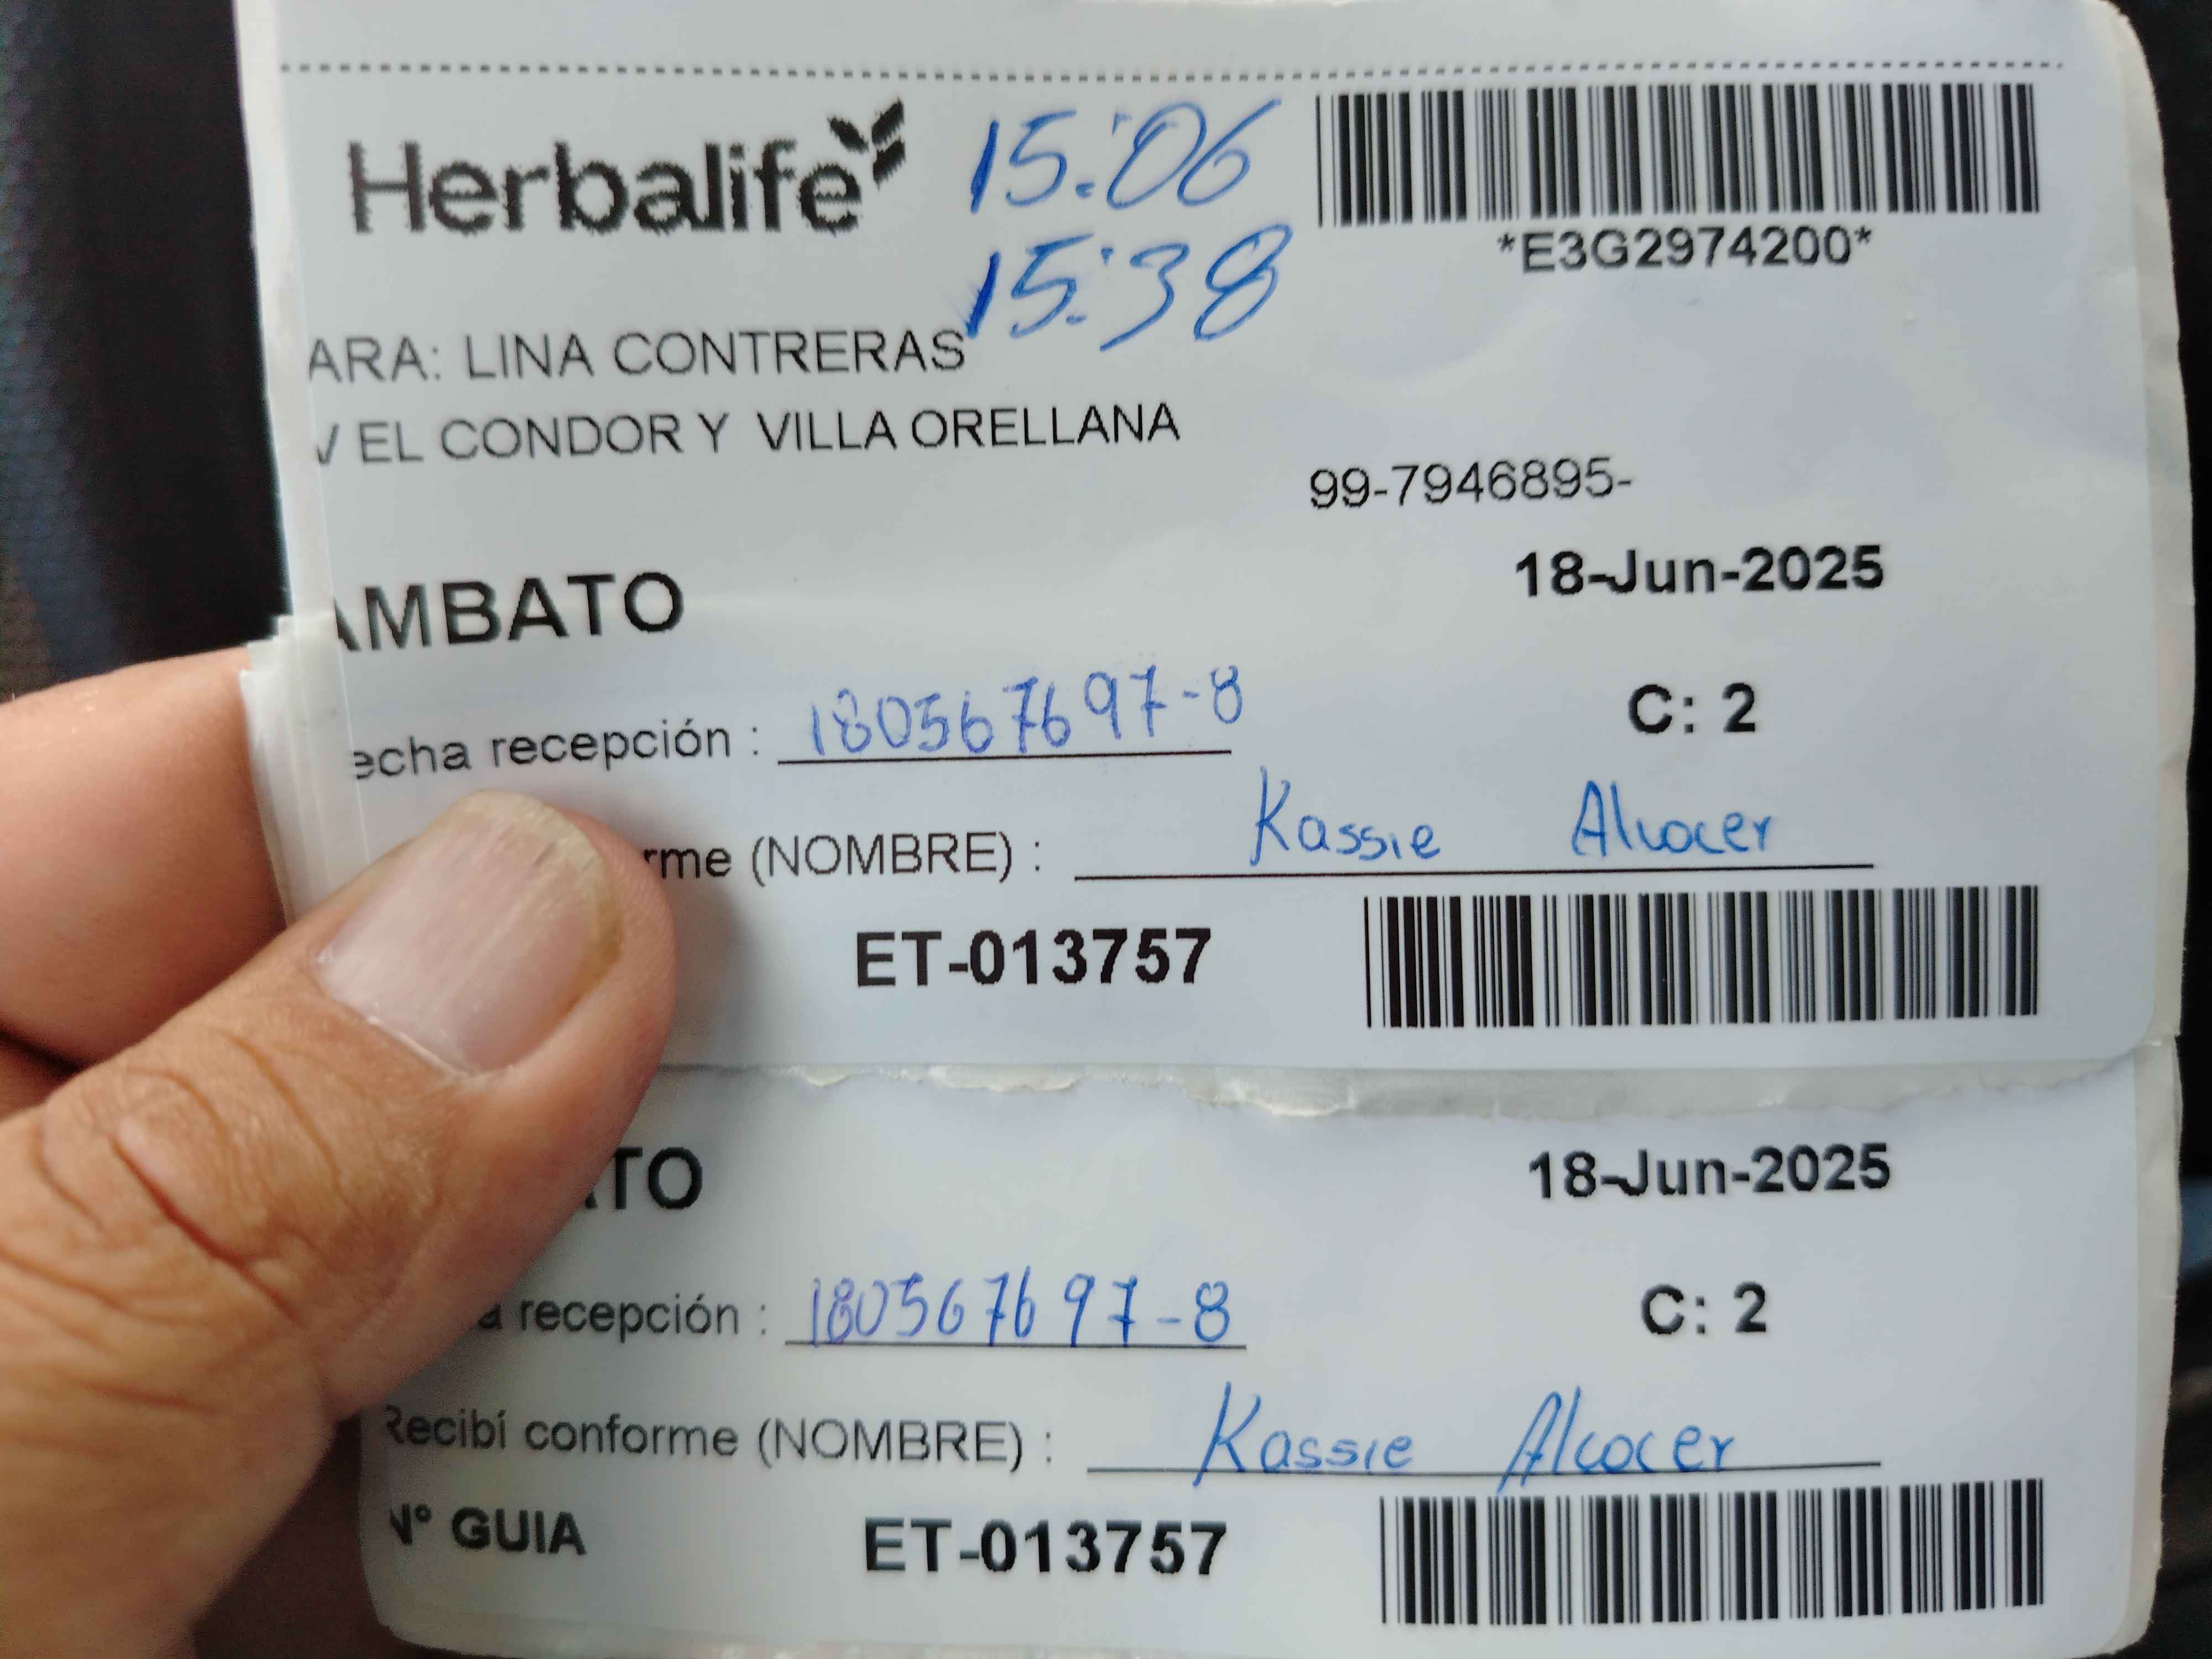 Herbalife 15:06
15:38
*E3G2974200*
ARA: LINA CONTRERAS
V EL CONDOR Y VILLA ORELLANA
99-7946895-
18-Jun-2025
AMBATO
C: 2
echa recepción : 180567697-8
rme (NOMBRE) : Kassie Alcocer
ET-013757
TO 18-Jun-2025
a recepción : 180567697-8 C: 2
Recibí conforme (NOMBRE) : Kassie Alcocer
N° GUIA ET-013757